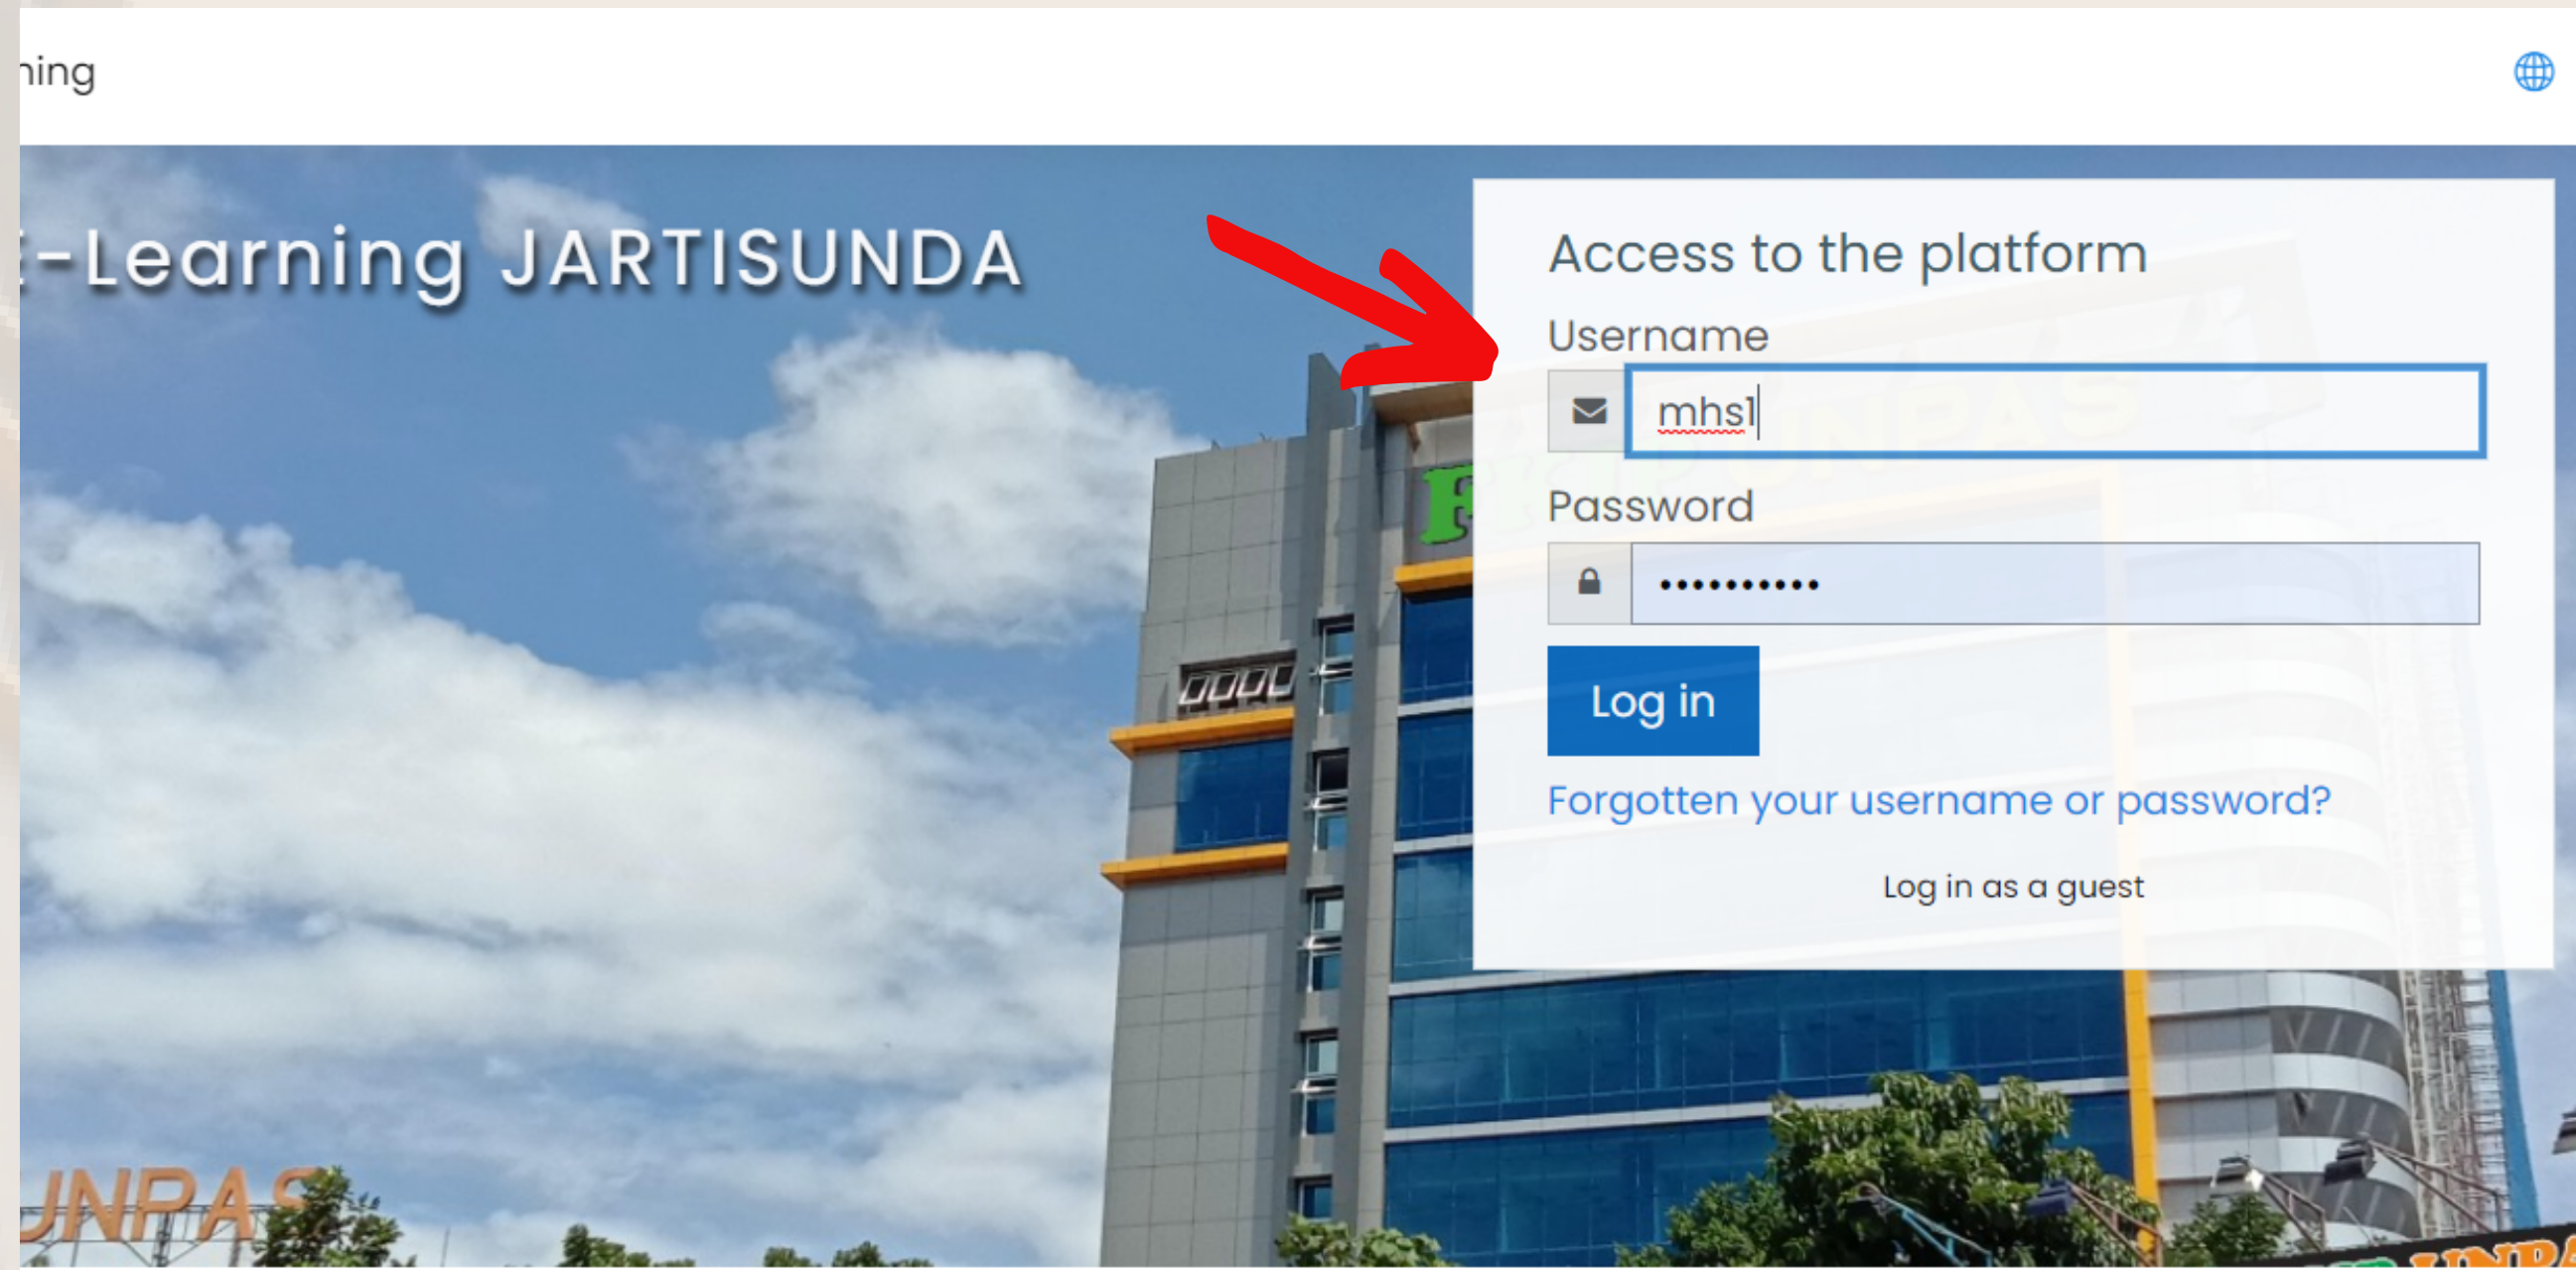 ning
E-Learning JARTISUNDA
Access to the platform
Username
mhs1
Password
••••••••••
Log in
Forgotten your username or password?
Log in as a guest
UNPAS
UNPA